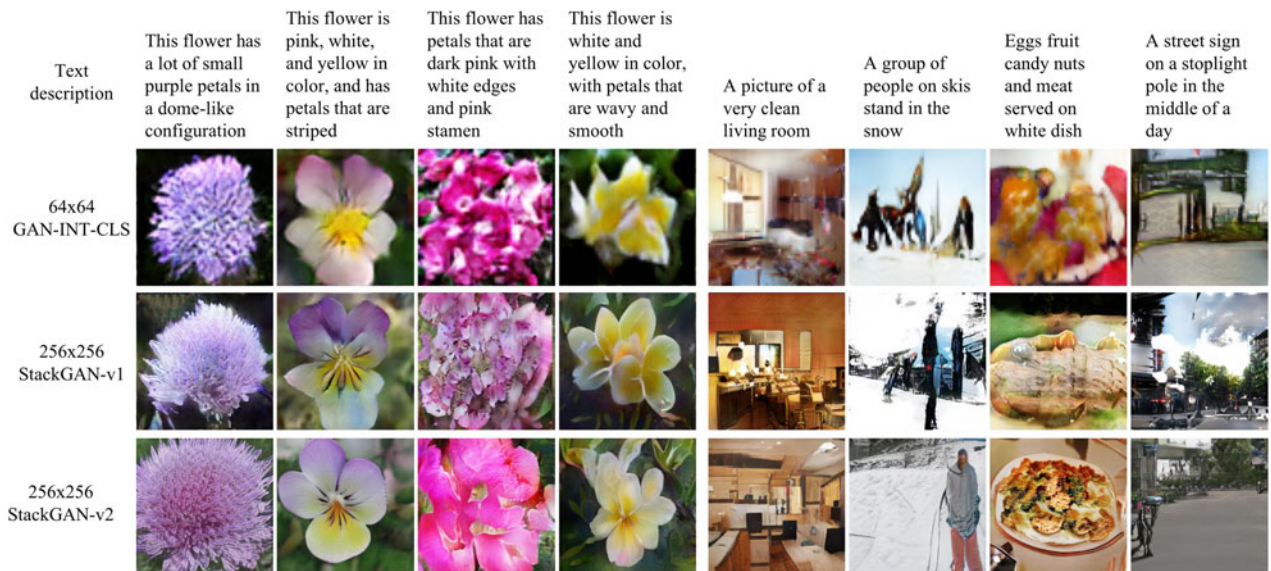 Text
description
This flower has
a lot of small
purple petals in
a dome-like
configuration
This flower is
pink, white,
and yellow in
color, and has
petals that are
striped
This flower has
petals that are
dark pink with
white edges
and pink
stamen
This flower is
white and
yellow in color,
with petals that
are wavy and
smooth
A picture of a
very clean
living room
A group of
people on skis
stand in the
snow
Eggs fruit
candy nuts
and meat
served on
white dish
A street sign
on a stoplight
pole in the
middle of a
day
64x64
GAN-INT-CLS
256x256
StackGAN-v1
256x256
StackGAN-v2